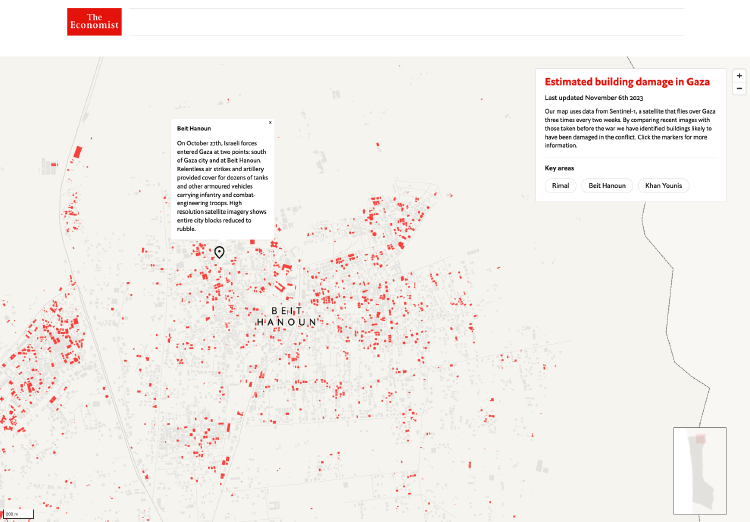 The
Economist
Estimated building damage in Gaza
Last updated November 6th 2023
Our map uses data from Sentinel-1, a satellite that flies over Gaza
three times every two weeks. By comparing recent images with
those taken before the war we have identified buildings likely to
have been damaged in the conflict. Click the markers for more
information.
Key areas
Rimal Beit Hanoun Khan Younis
+
−
x
Beit Hanoun
On October 27th, Israeli forces
entered Gaza at two points: south
of Gaza city and at Beit Hanoun.
Relentless air strikes and artillery
provided cover for dozens of tanks
and other armoured vehicles
carrying infantry and combat-
engineering troops. High
resolution satellite imagery shows
entire city blocks reduced to
rubble.
BEIT
HANOUN